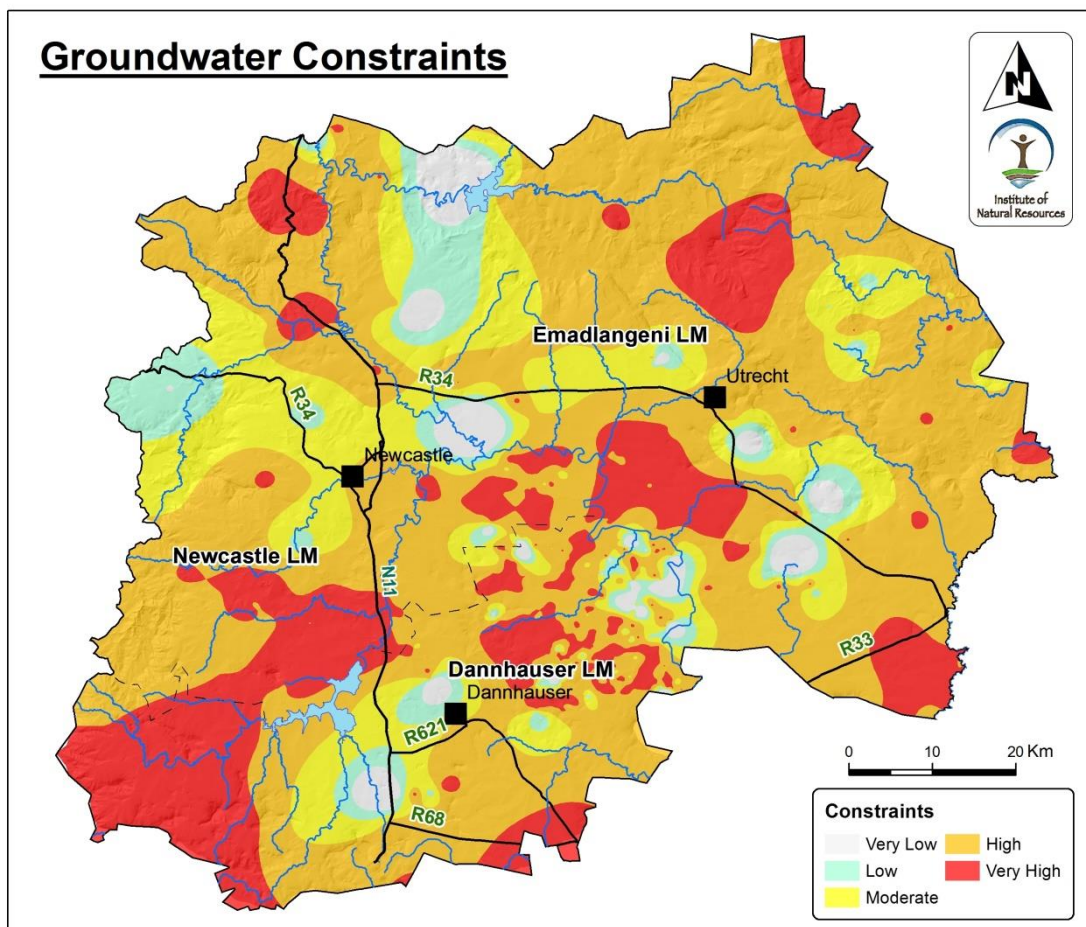 Groundwater Constraints
N
Institute of
Natural Resources
Emadlangeni LM
R34
Utrecht
R34
Newcastle
Newcastle LM
N11
R33
Dannhauser LM
Dannhauser
R621
R68
0 10 20 Km
Constraints
Very Low
High
Low
Very High
Moderate